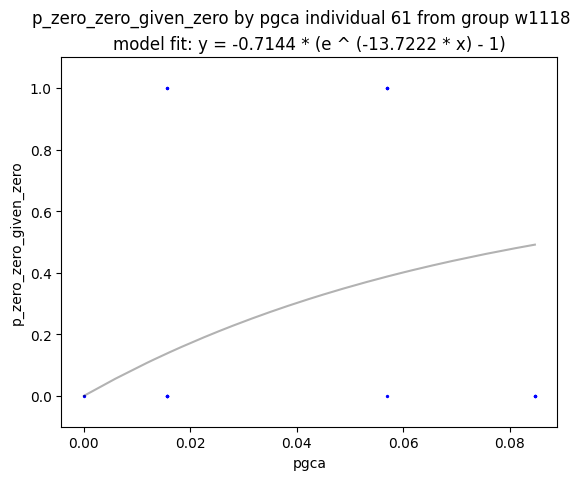 p_zero_zero_given_zero by pgca individual 61 from group w1118
model fit: y = -0.7144 * (e ^ (-13.7222 * x) - 1)
1.0
0.8
0.6
0.4
0.2
0.0
p_zero_zero_given_zero
0.00 0.02 0.04 0.06 0.08
pgca